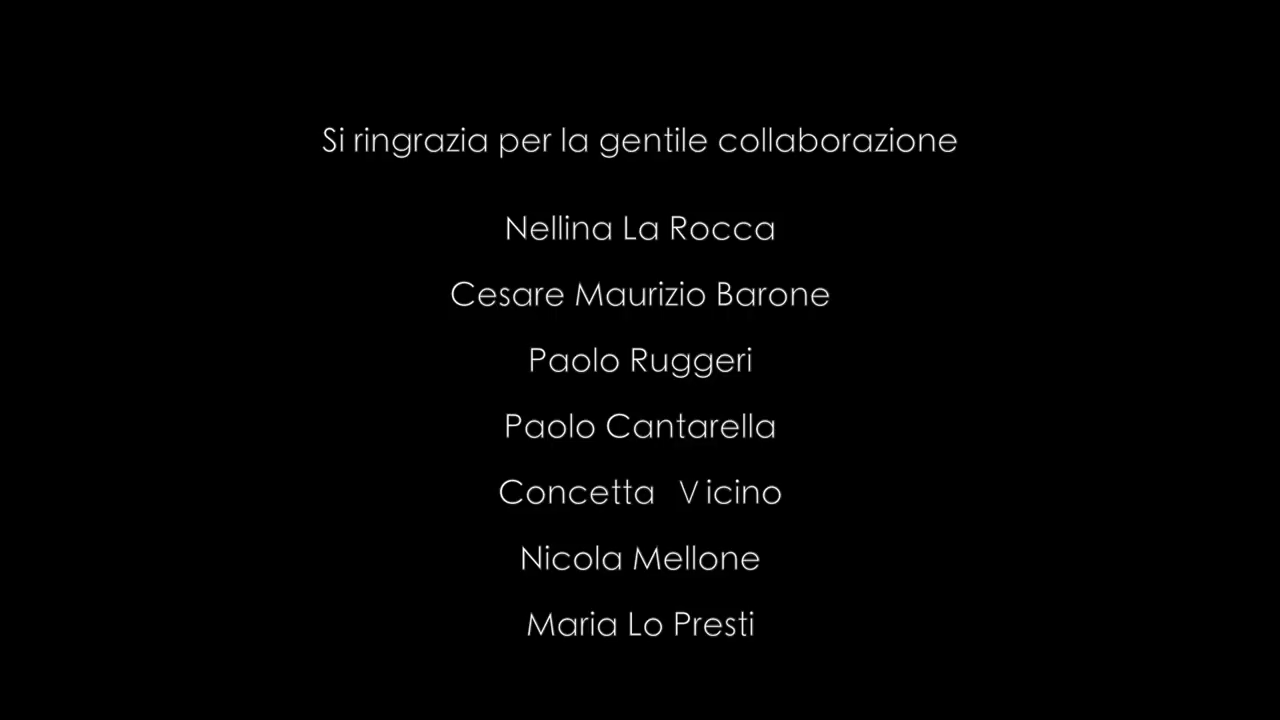 Si ringrazia per la gentile collaborazione
Nellina La Rocca
Cesare Maurizio Barone
Paolo Ruggeri
Paolo Cantarella
Concetta Vicino
Nicola Mellone
Maria Lo Presti